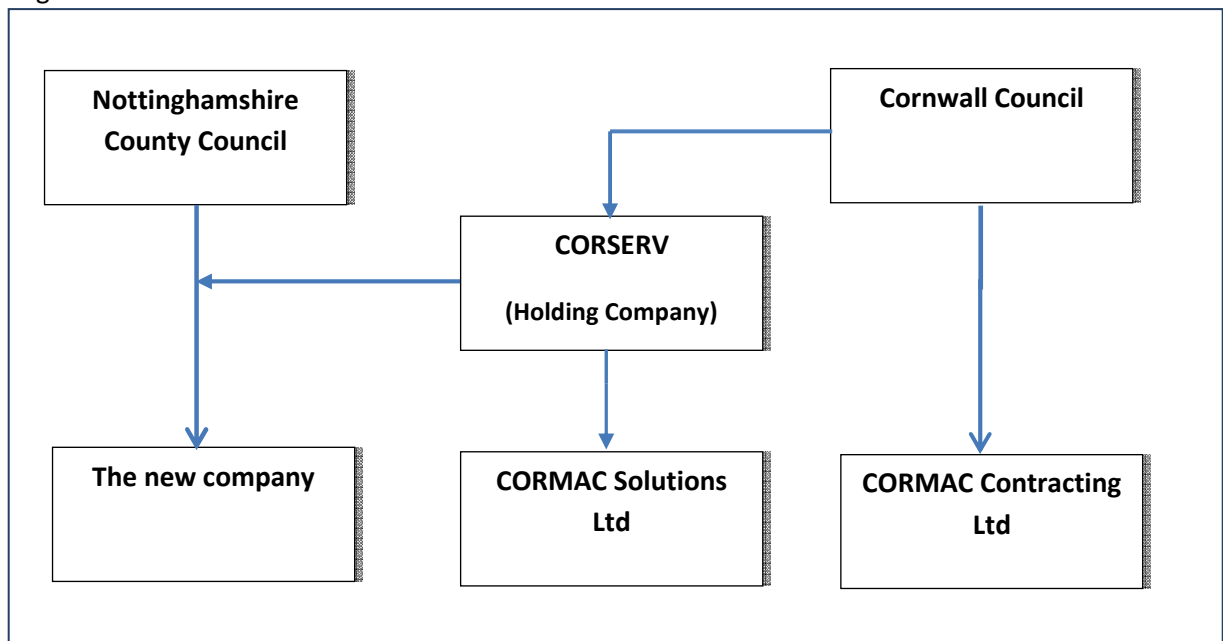 Nottinghamshire
County Council
Cornwall Council
CORSERV
(Holding Company)
The new company
CORMAC Solutions
Ltd
CORMAC Contracting
Ltd